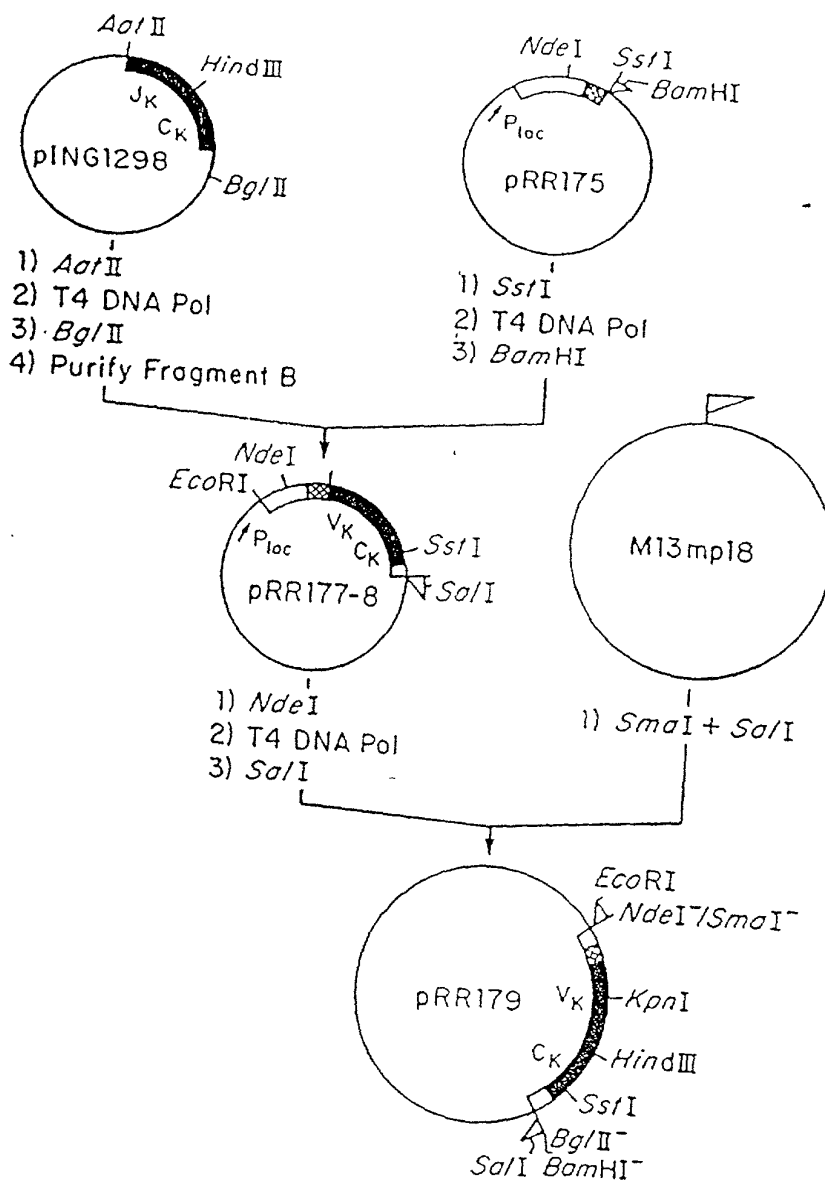 AatII
HindIII
JK
CK
pING1298
BglII
1) AatII
2) T4 DNA Pol
3) BglII
4) Purify Fragment B
NdeI
SstI
BamHI
Plac
pRR175
1) SstI
2) T4 DNA Pol
3) BamHI
NdeI
EcoRI
Plac
VK
CK
SstI
SalI
pRR177-8
M13mp18
1) NdeI
2) T4 DNA Pol
3) SalI
1) SmaI + SalI
EcoRI
NdeI⁻/SmaI⁻
pRR179
VK
KpnI
CK
HindIII
SstI
BglII⁻
SalI BamHI⁻